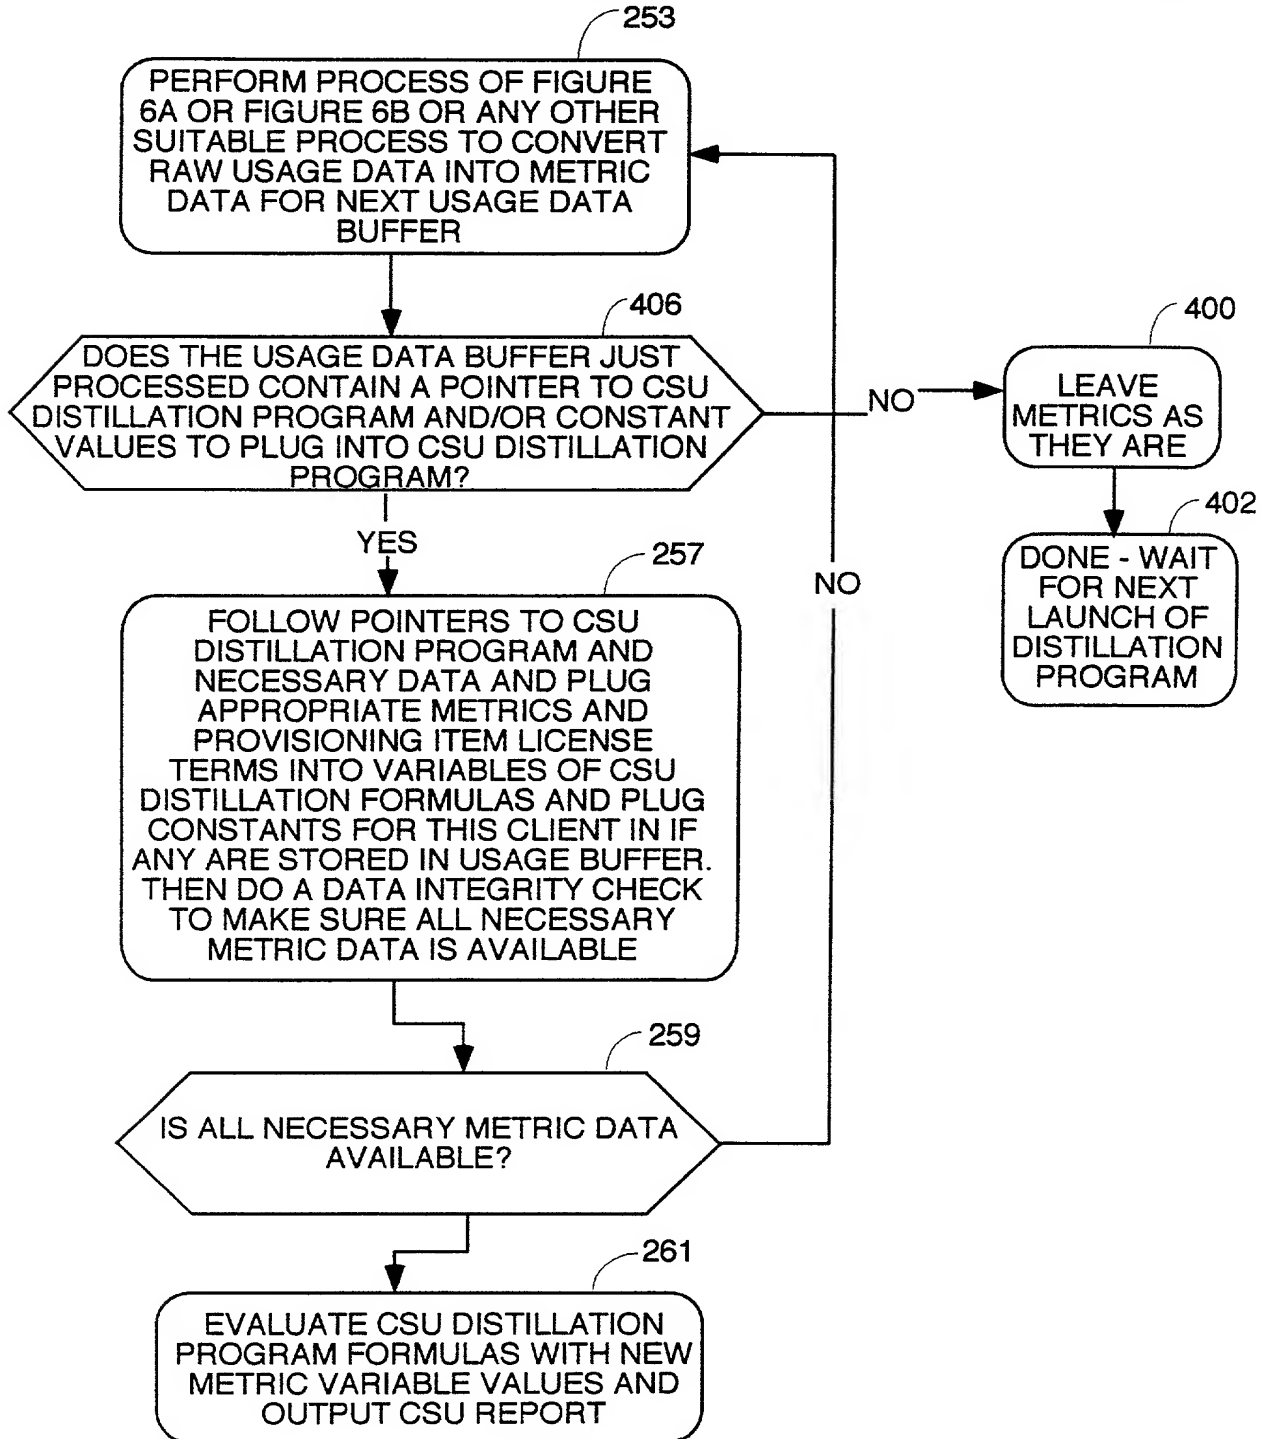 253
PERFORM PROCESS OF FIGURE
6A OR FIGURE 6B OR ANY OTHER
SUITABLE PROCESS TO CONVERT
RAW USAGE DATA INTO METRIC
DATA FOR NEXT USAGE DATA
BUFFER
406
DOES THE USAGE DATA BUFFER JUST
PROCESSED CONTAIN A POINTER TO CSU
DISTILLATION PROGRAM AND/OR CONSTANT
VALUES TO PLUG INTO CSU DISTILLATION
PROGRAM?
NO
400
LEAVE
METRICS AS
THEY ARE
402
DONE - WAIT
FOR NEXT
LAUNCH OF
DISTILLATION
PROGRAM
YES
NO
257
FOLLOW POINTERS TO CSU
DISTILLATION PROGRAM AND
NECESSARY DATA AND PLUG
APPROPRIATE METRICS AND
PROVISIONING ITEM LICENSE
TERMS INTO VARIABLES OF CSU
DISTILLATION FORMULAS AND PLUG
CONSTANTS FOR THIS CLIENT IN IF
ANY ARE STORED IN USAGE BUFFER.
THEN DO A DATA INTEGRITY CHECK
TO MAKE SURE ALL NECESSARY
METRIC DATA IS AVAILABLE
259
IS ALL NECESSARY METRIC DATA
AVAILABLE?
261
EVALUATE CSU DISTILLATION
PROGRAM FORMULAS WITH NEW
METRIC VARIABLE VALUES AND
OUTPUT CSU REPORT